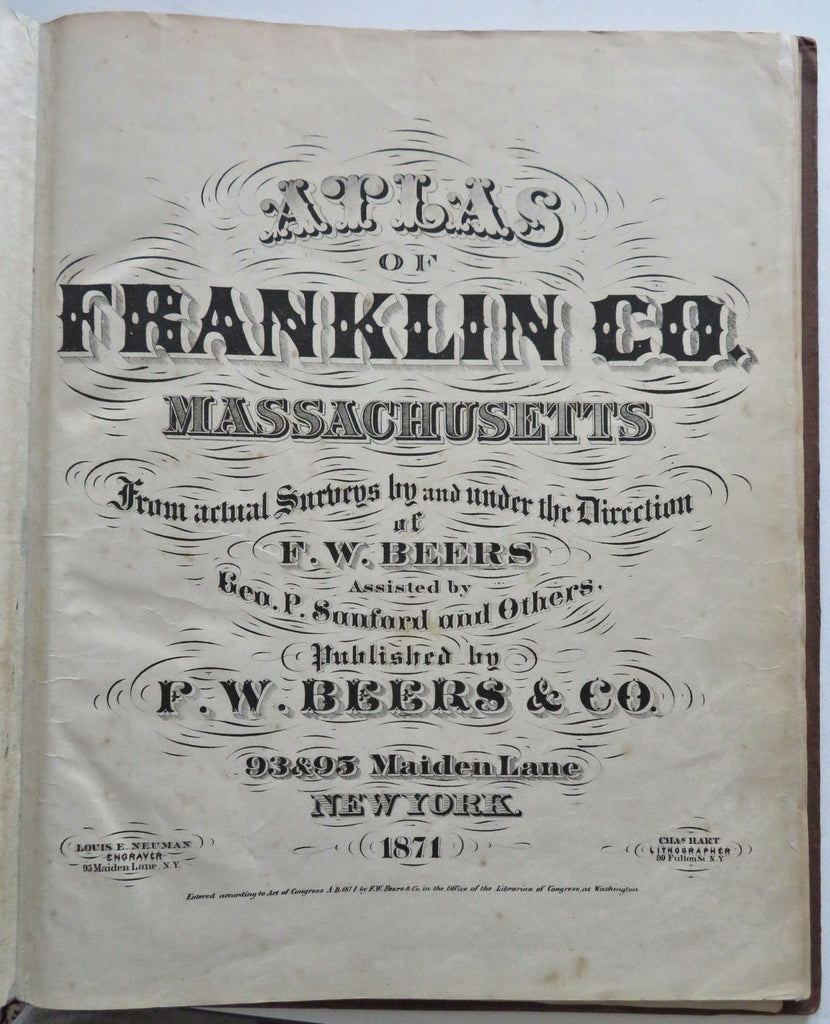 ATLAS
OF
FRANKLIN CO.
MASSACHUSETTS
From actual Surveys by and under the Direction
of
F. W. BEERS
Assisted by
Geo. P. Sanford and Others.
Published by
F. W. BEERS & CO.
93&95 Maiden Lane
NEW YORK.
1871
LOUIS E. NEUMAN
ENGRAVER
95 Maiden Lane, N.Y.
CHAS HART
LITHOGRAPHER
99 Fulton St N.Y
Entered according to Act of Congress A.D. 1871 by F.W. Beers & Co. in the Office of the Librarian of Congress, at Washington